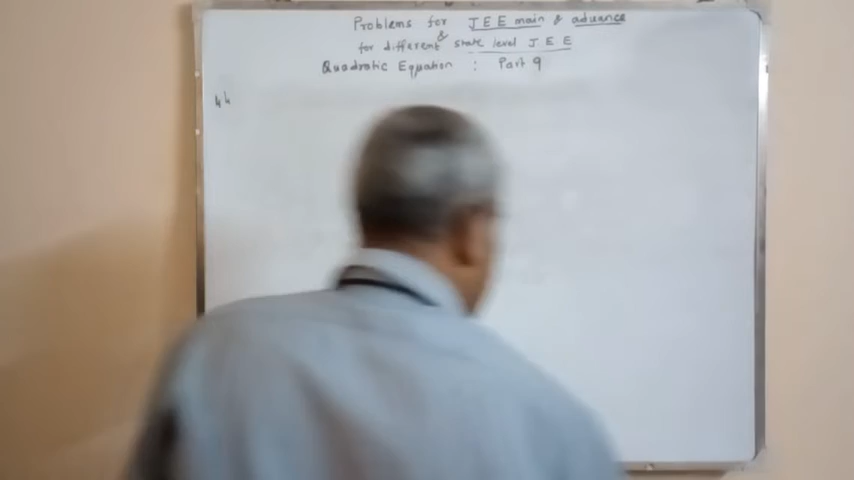 Problems for JEE main & advance
&
for different state level JEE
Quadratic Equation : Part 9
44